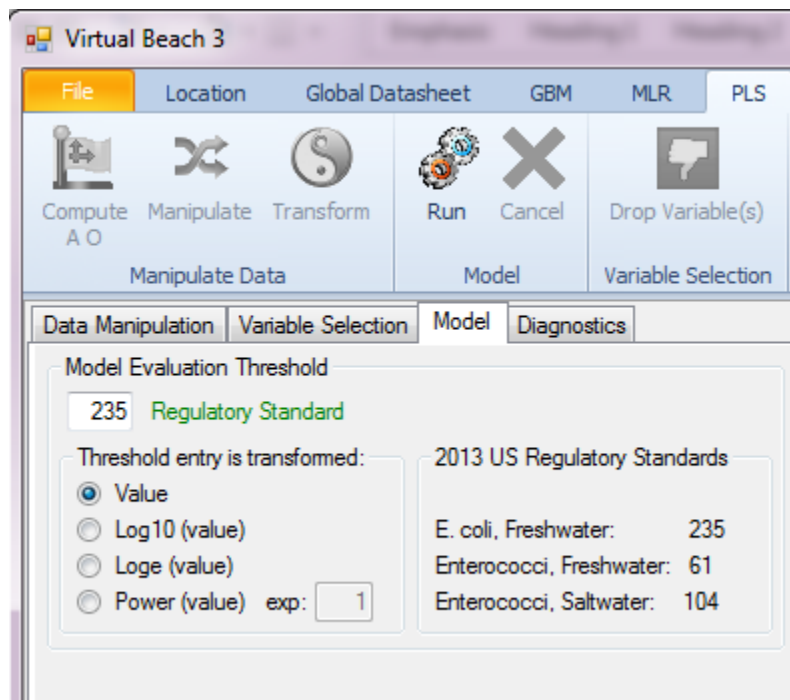 Virtual Beach 3
File Location Global Datasheet GBM MLR PLS
Compute A O Manipulate Transform Run Cancel Drop Variable(s)
Manipulate Data Model Variable Selection
Data Manipulation Variable Selection Model Diagnostics
Model Evaluation Threshold
235 Regulatory Standard
Threshold entry is transformed:
Value
Log10 (value)
Loge (value)
Power (value) exp: 1
2013 US Regulatory Standards
E. coli, Freshwater: 235
Enterococci, Freshwater: 61
Enterococci, Saltwater: 104